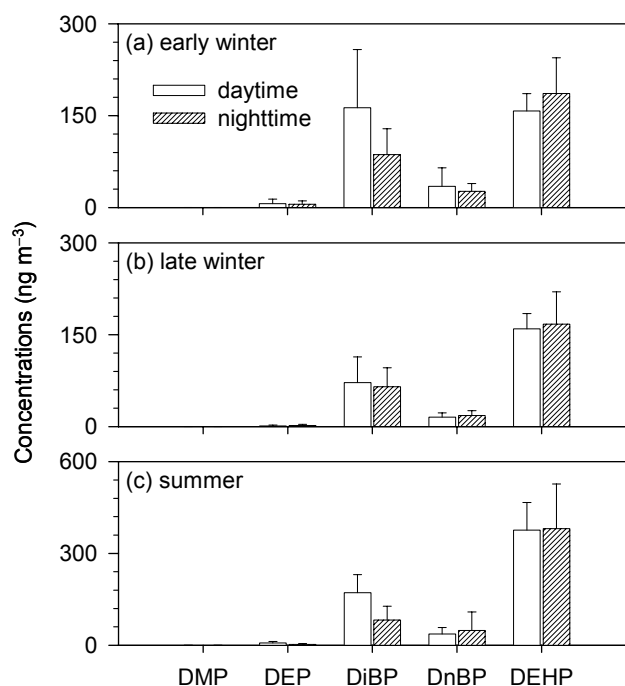 Concentrations (ng m⁻³)
300
150
0
(a) early winter
daytime
nighttime
300
150
0
(b) late winter
600
300
0
(c) summer
DMP DEP DiBP DnBP DEHP